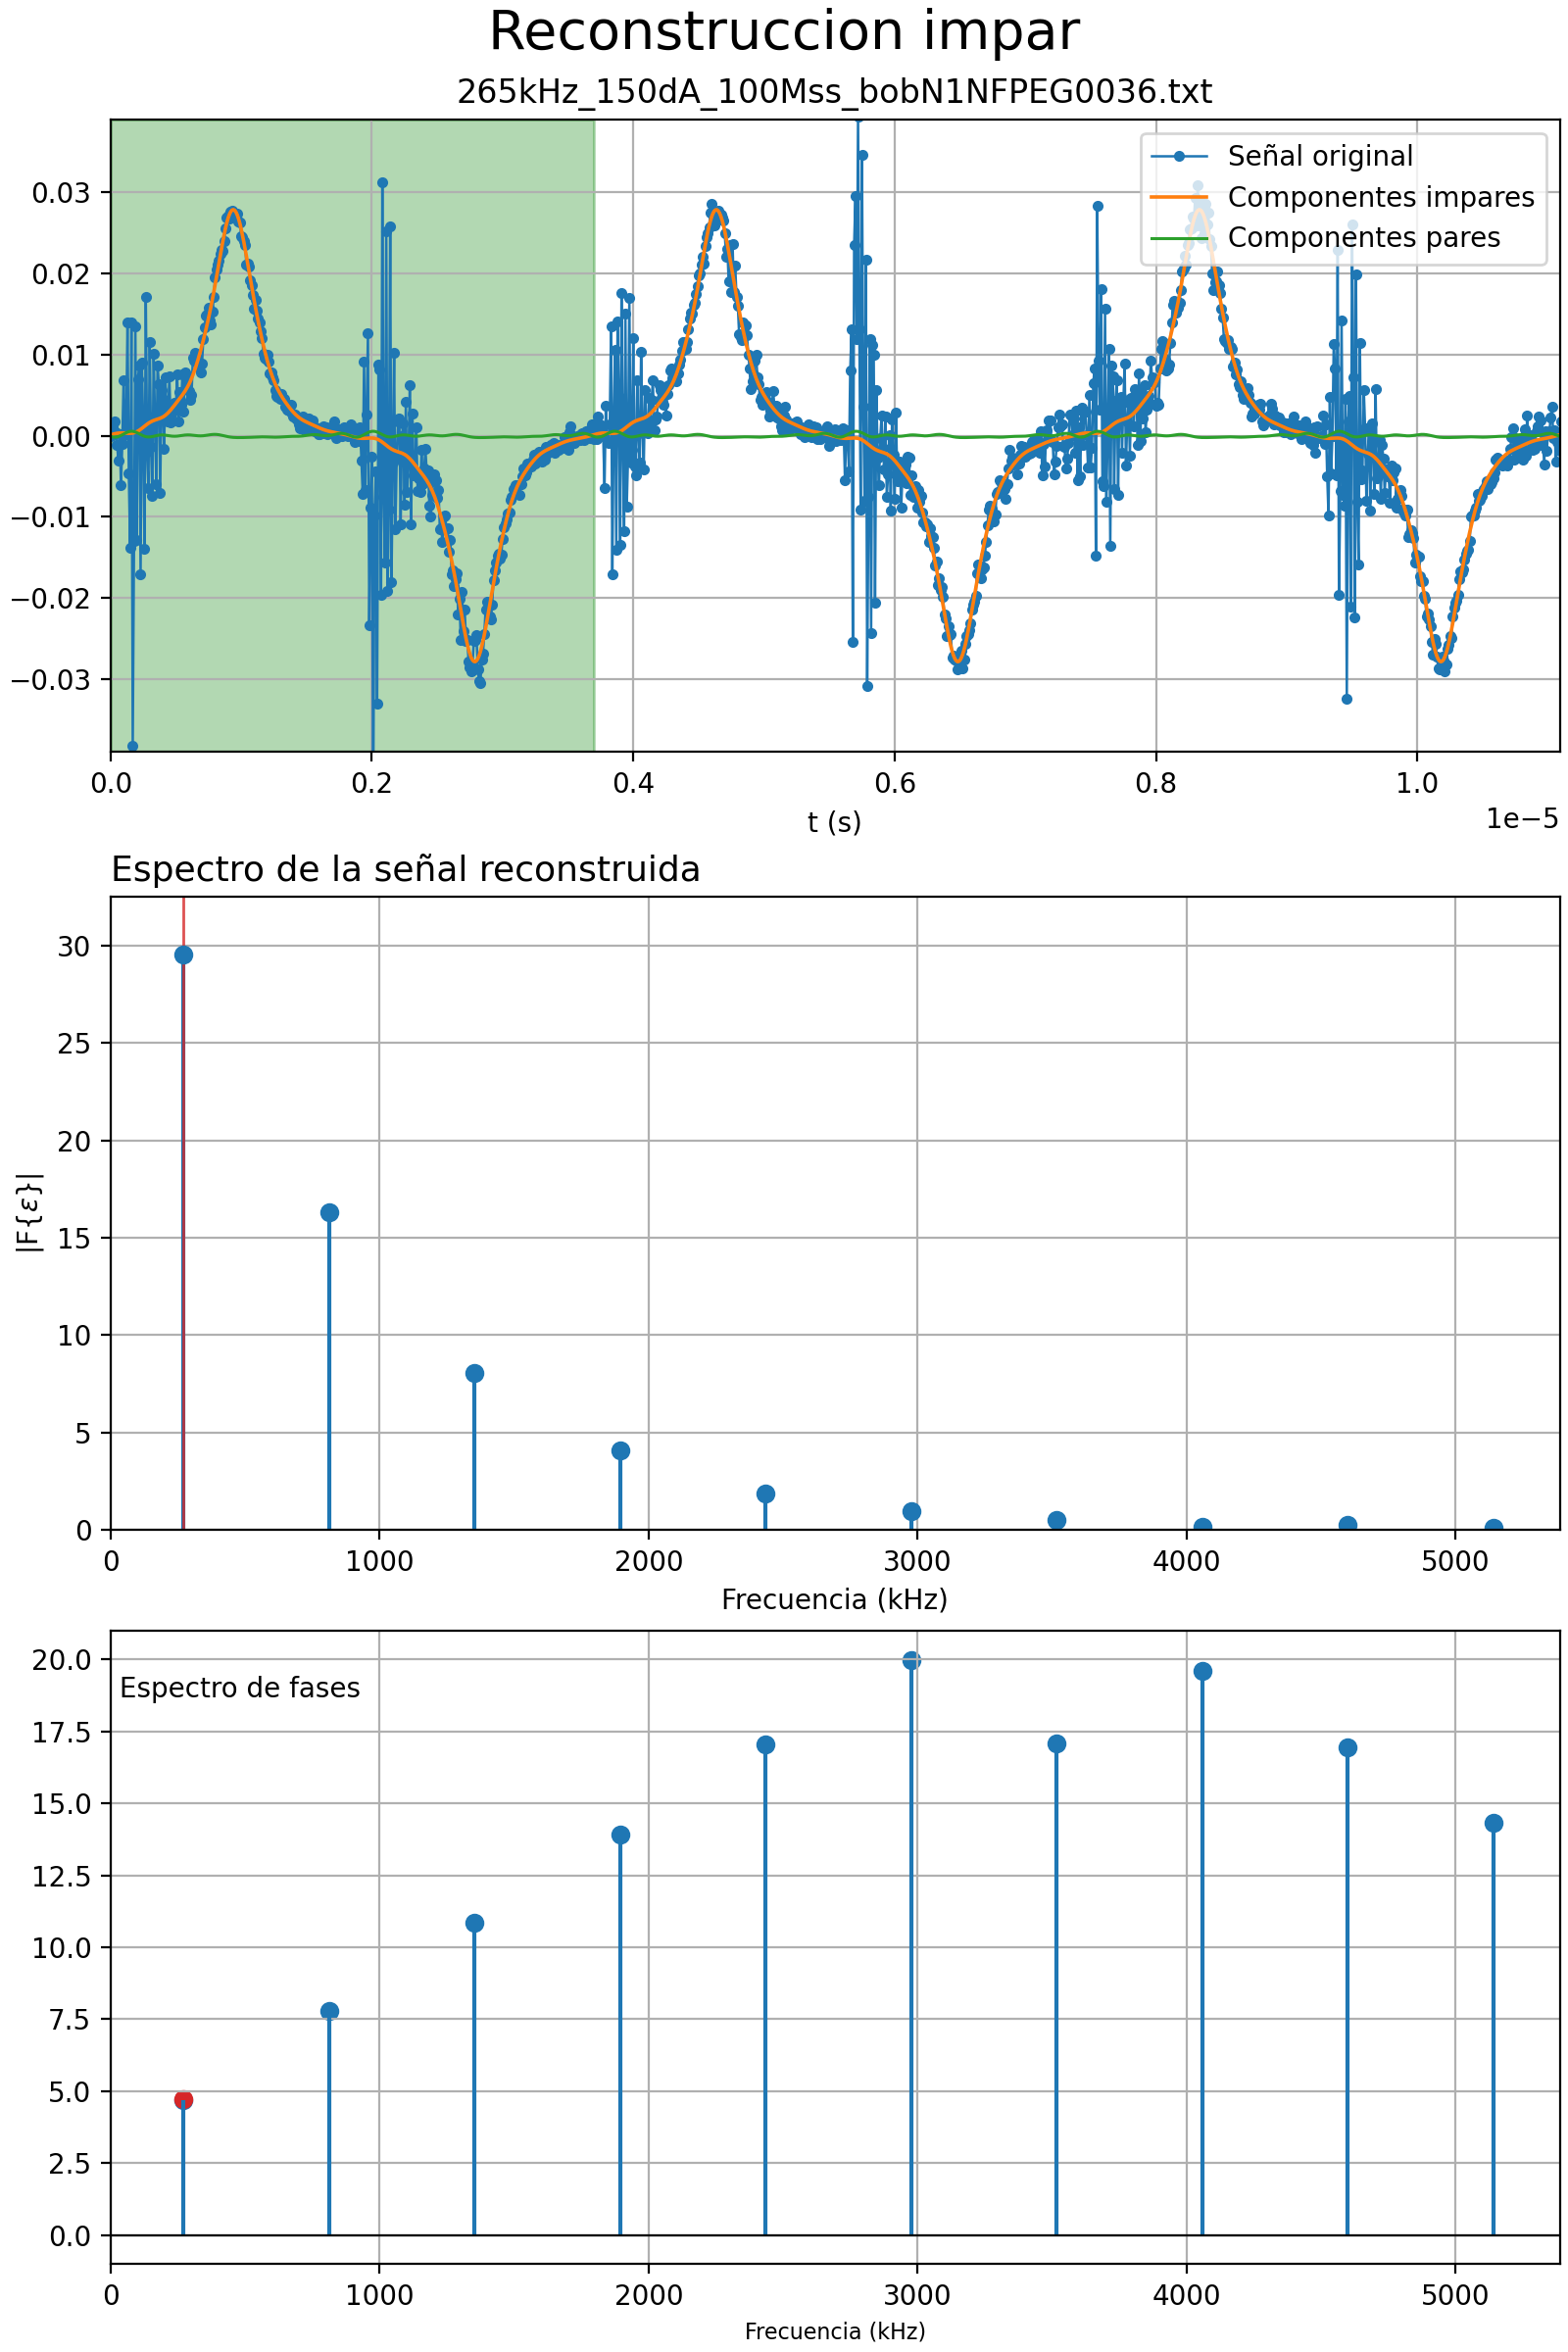 Reconstruccion impar
265kHz_150dA_100Mss_bobN1NFPEG0036.txt
Señal original
Componentes impares
Componentes pares
0.03
0.02
0.01
0.00
−0.01
−0.02
−0.03
0.0 0.2 0.4 0.6 0.8 1.0
1e−5
t (s)
Espectro de la señal reconstruida
30
25
20
15
10
5
0
|F{ε}|
0 1000 2000 3000 4000 5000
Frecuencia (kHz)
Espectro de fases
20.0
17.5
15.0
12.5
10.0
7.5
5.0
2.5
0.0
0 1000 2000 3000 4000 5000
Frecuencia (kHz)